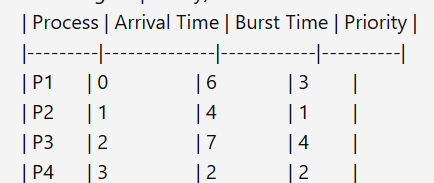 | Process | Arrival Time | Burst Time | Priority |
|---------|--------------|------------|----------|
| P1 | 0 | 6 | 3 |
| P2 | 1 | 4 | 1 |
| P3 | 2 | 7 | 4 |
| P4 | 3 | 2 | 2 |